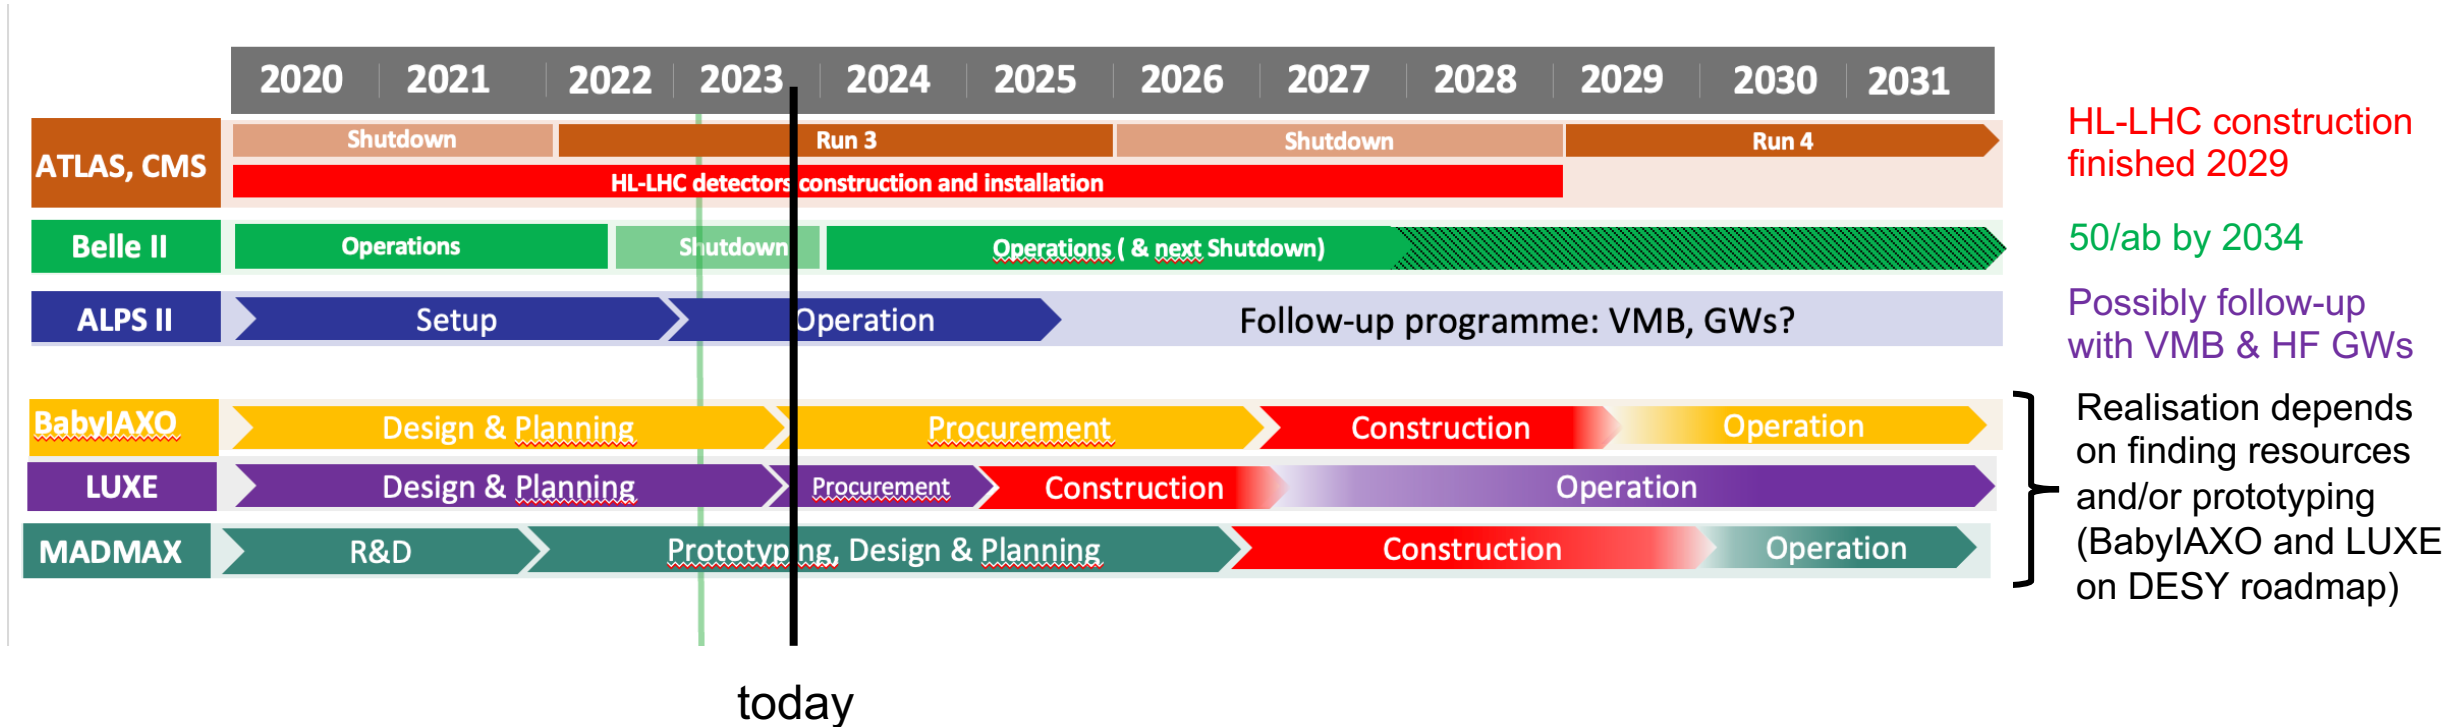 2020 2021 2022 2023 2024 2025 2026 2027 2028 2029 2030 2031
ATLAS, CMS
Shutdown Run 3 Shutdown Run 4
HL-LHC detectors construction and installation
HL-LHC construction
finished 2029
Belle II
Operations Shutdown Operations ( & next Shutdown)
50/ab by 2034
ALPS II
Setup Operation Follow-up programme: VMB, GWs?
Possibly follow-up
with VMB & HF GWs
BabyIAXO
Design & Planning Procurement Construction Operation
LUXE
Design & Planning Procurement Construction Operation
MADMAX
R&D Prototyping, Design & Planning Construction Operation
Realisation depends
on finding resources
and/or prototyping
(BabyIAXO and LUXE
on DESY roadmap)
today